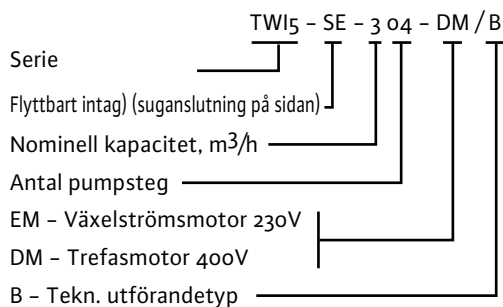 TWI5 – SE – 3 04 – DM / B
Serie
Flyttbart intag) (suganslutning på sidan)
Nominell kapacitet, m3/h
Antal pumpsteg
EM – Växelströmsmotor 230V
DM – Trefasmotor 400V
B – Tekn. utförandetyp